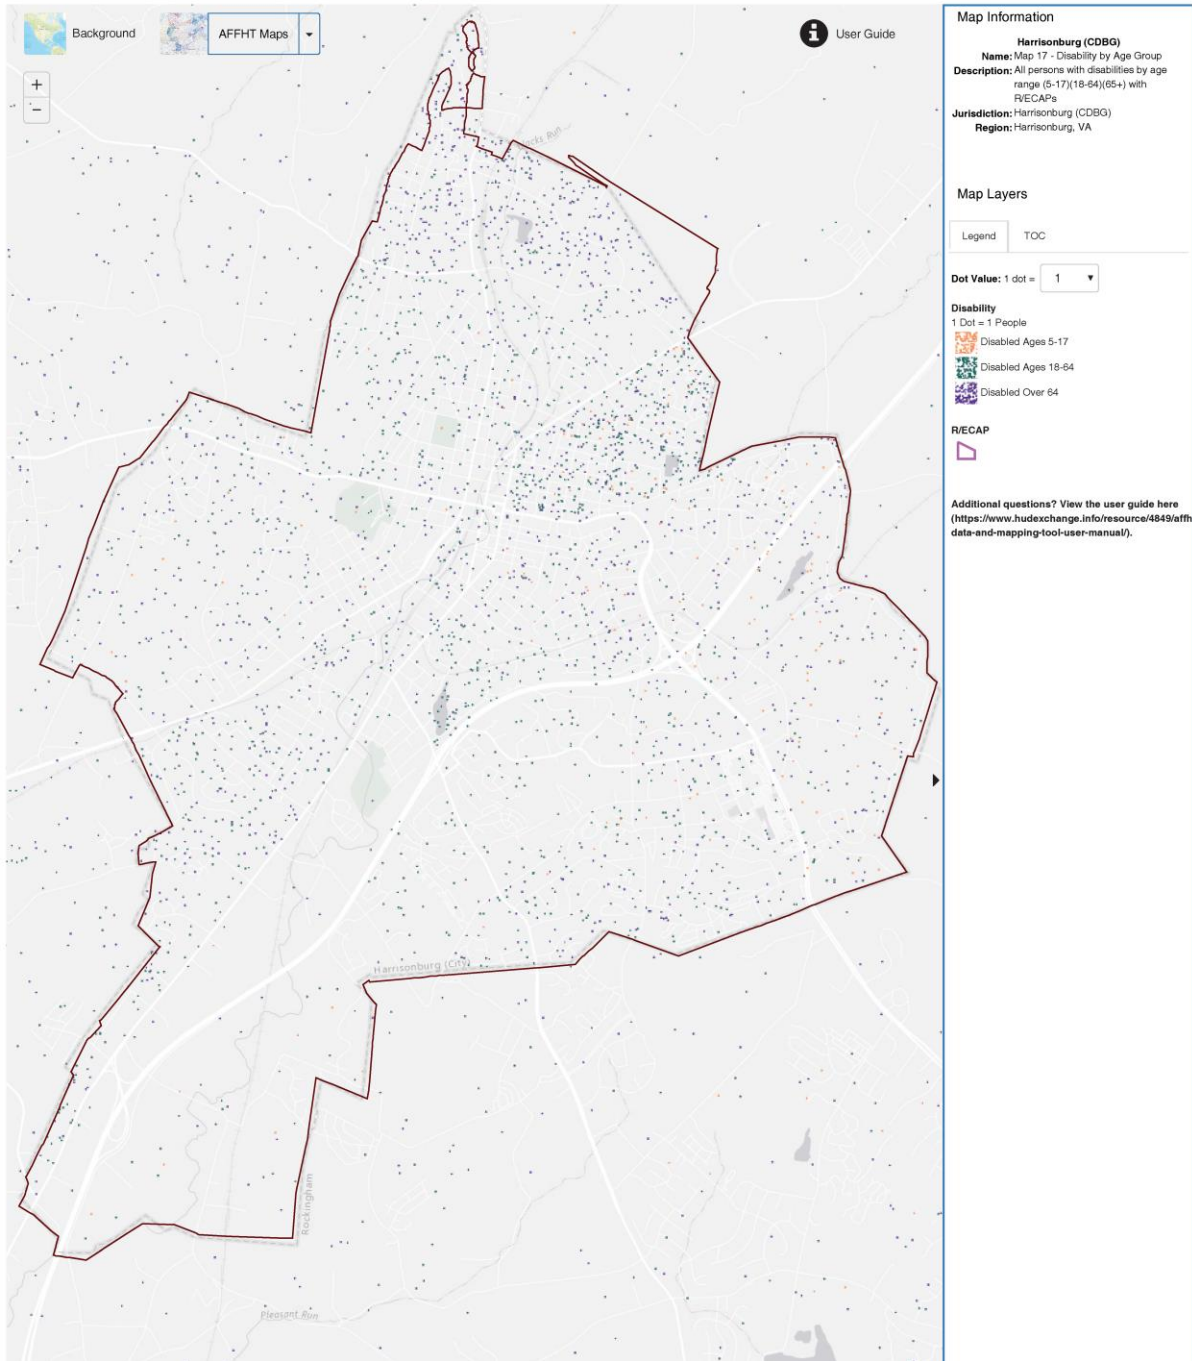 Background
AFFHT Maps
User Guide
+
−
Harrisonburg (City)
Rockingham
Pleasant Run
Map Information
Harrisonburg (CDBG)
Name: Map 17 - Disability by Age Group
Description: All persons with disabilities by age
range (5-17)(18-64)(65+) with
R/ECAPs
Jurisdiction: Harrisonburg (CDBG)
Region: Harrisonburg, VA
Map Layers
Legend TOC
Dot Value: 1 dot = 1
Disability
1 Dot = 1 People
Disabled Ages 5-17
Disabled Ages 18-64
Disabled Over 64
R/ECAP
Additional questions? View the user guide here
(https://www.hudexchange.info/resource/4849/affh
data-and-mapping-tool-user-manual/).